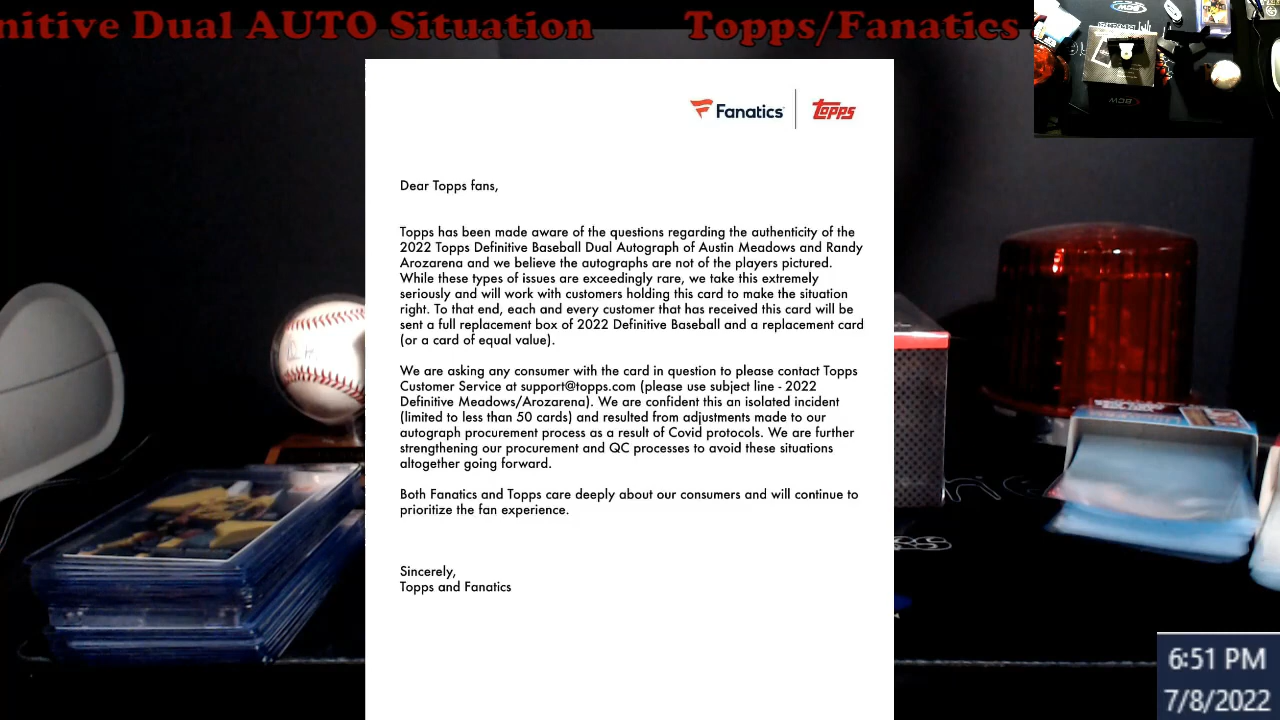 nitive Dual AUTO Situation Topps/Fanatics
Fanatics
topps
Dear Topps fans,
Topps has been made aware of the questions regarding the authenticity of the
2022 Topps Definitive Baseball Dual Autograph of Austin Meadows and Randy
Arozarena and we believe the autographs are not of the players pictured.
While these types of issues are exceedingly rare, we take this extremely
seriously and will work with customers holding this card to make the situation
right. To that end, each and every customer that has received this card will be
sent a full replacement box of 2022 Definitive Baseball and a replacement card
(or a card of equal value).
We are asking any consumer with the card in question to please contact Topps
Customer Service at support@topps.com (please use subject line - 2022
Definitive Meadows/Arozarena). We are confident this an isolated incident
(limited to less than 50 cards) and resulted from adjustments made to our
autograph procurement process as a result of Covid protocols. We are further
strengthening our procurement and QC processes to avoid these situations
altogether going forward.
Both Fanatics and Topps care deeply about our consumers and will continue to
prioritize the fan experience.
Sincerely,
Topps and Fanatics
6:51 PM
7/8/2022